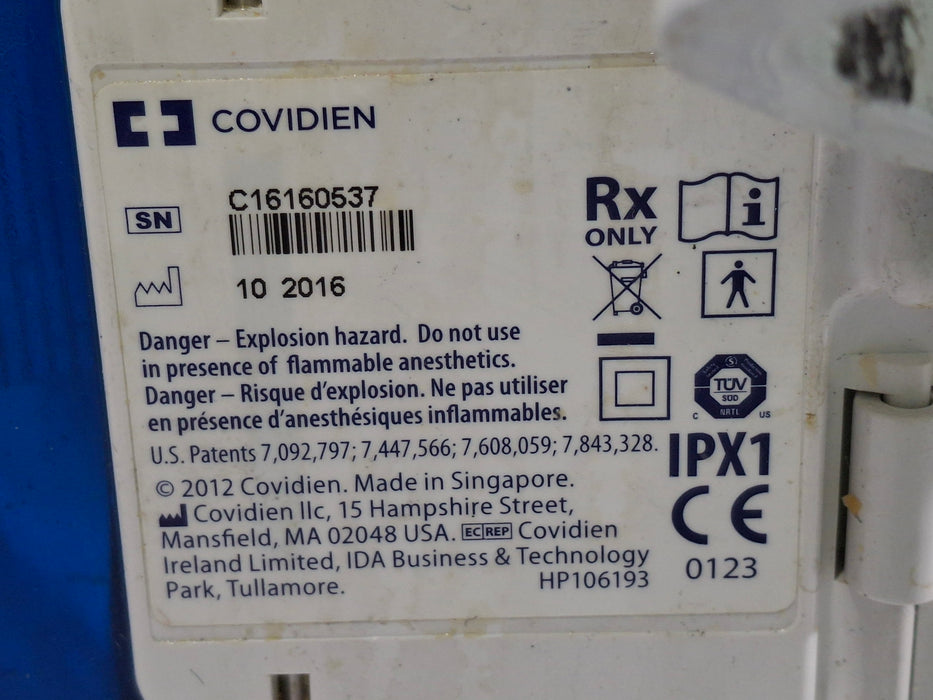 COVIDIEN
SN
C16160537
10 2016
Rx
ONLY
i
Danger – Explosion hazard. Do not use
in presence of flammable anesthetics.
Danger – Risque d'explosion. Ne pas utiliser
en présence d'anesthésiques inflammables.
U.S. Patents 7,092,797; 7,447,566; 7,608,059; 7,843,328.
© 2012 Covidien. Made in Singapore.
Covidien llc, 15 Hampshire Street,
Mansfield, MA 02048 USA. EC REP Covidien
Ireland Limited, IDA Business & Technology
Park, Tullamore.
HP106193
TÜV
SÜD
NRTL
C US
IPX1
CE
0123